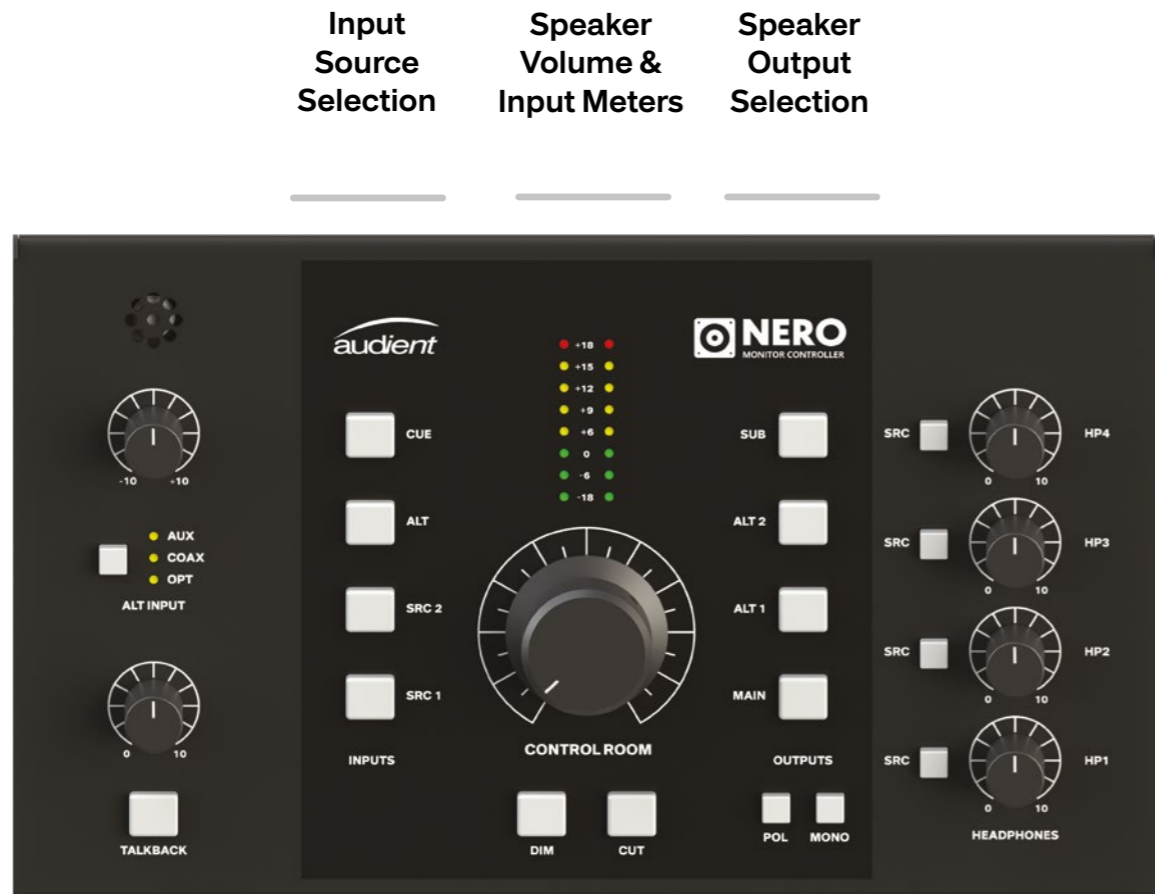 Input
Source
Selection
Speaker
Volume &
Input Meters
Speaker
Output
Selection
audient
NERO
MONITOR CONTROLLER
+18
+15
+12
+9
+6
0
-6
-18
-10 +10
AUX
COAX
OPT
ALT INPUT
0 10
TALKBACK
CUE
ALT
SRC 2
SRC 1
INPUTS
CONTROL ROOM
DIM CUT
SUB
ALT 2
ALT 1
MAIN
OUTPUTS
POL MONO
SRC HP4
0 10
SRC HP3
0 10
SRC HP2
0 10
SRC HP1
0 10
HEADPHONES